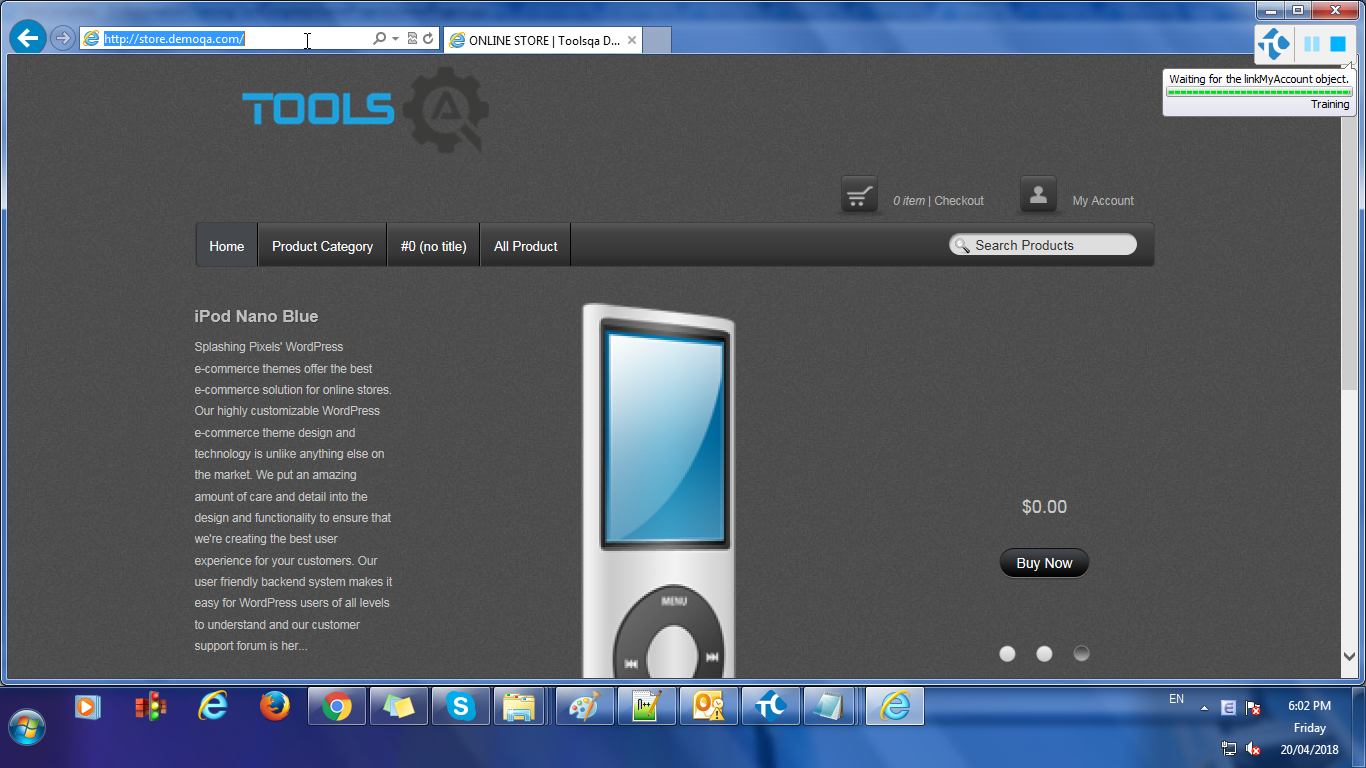 http://store.demoqa.com/
ONLINE STORE | Toolsqa D...
Waiting for the linkMyAccount object.
Training
TOOLS
0 item | Checkout
My Account
Home
Product Category
#0 (no title)
All Product
Search Products
iPod Nano Blue
Splashing Pixels' WordPress
e-commerce themes offer the best
e-commerce solution for online stores.
Our highly customizable WordPress
e-commerce theme design and
technology is unlike anything else on
the market. We put an amazing
amount of care and detail into the
design and functionality to ensure that
we're creating the best user
experience for your customers. Our
user friendly backend system makes it
easy for WordPress users of all levels
to understand and our customer
support forum is her...
MENU
$0.00
Buy Now
EN
6:02 PM
Friday
20/04/2018